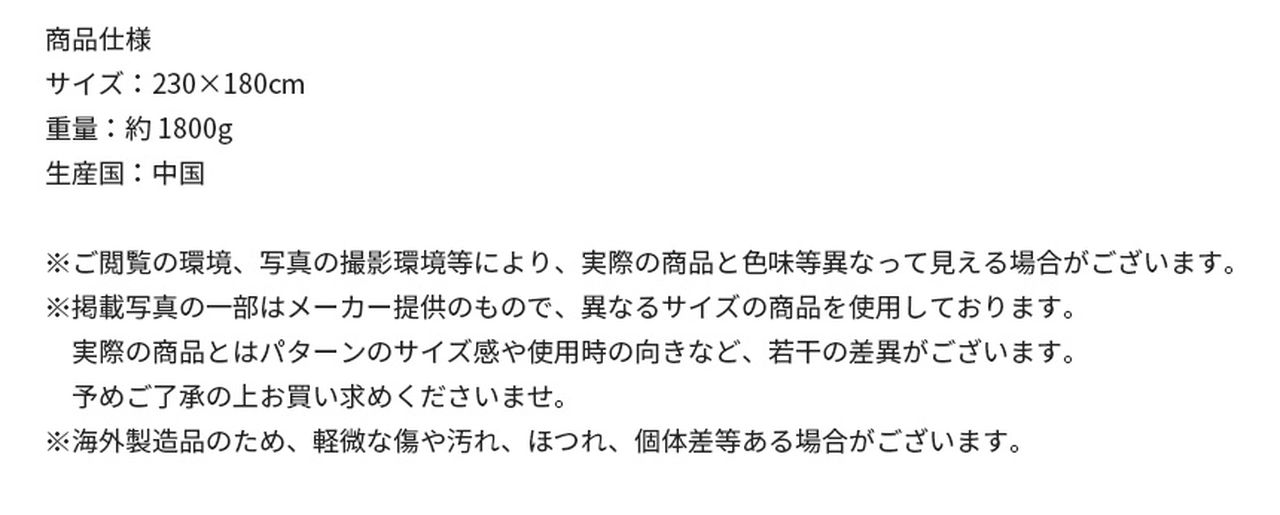 商品仕様
サイズ：230×180cm
重量：約 1800g
生産国：中国
※ご閲覧の環境、写真の撮影環境等により、実際の商品と色味等異なって見える場合がございます。
※掲載写真の一部はメーカー提供のもので、異なるサイズの商品を使用しております。
実際の商品とはパターンのサイズ感や使用時の向きなど、若干の差異がございます。
予めご了承の上お買い求めくださいませ。
※海外製造品のため、軽微な傷や汚れ、ほつれ、個体差等ある場合がございます。